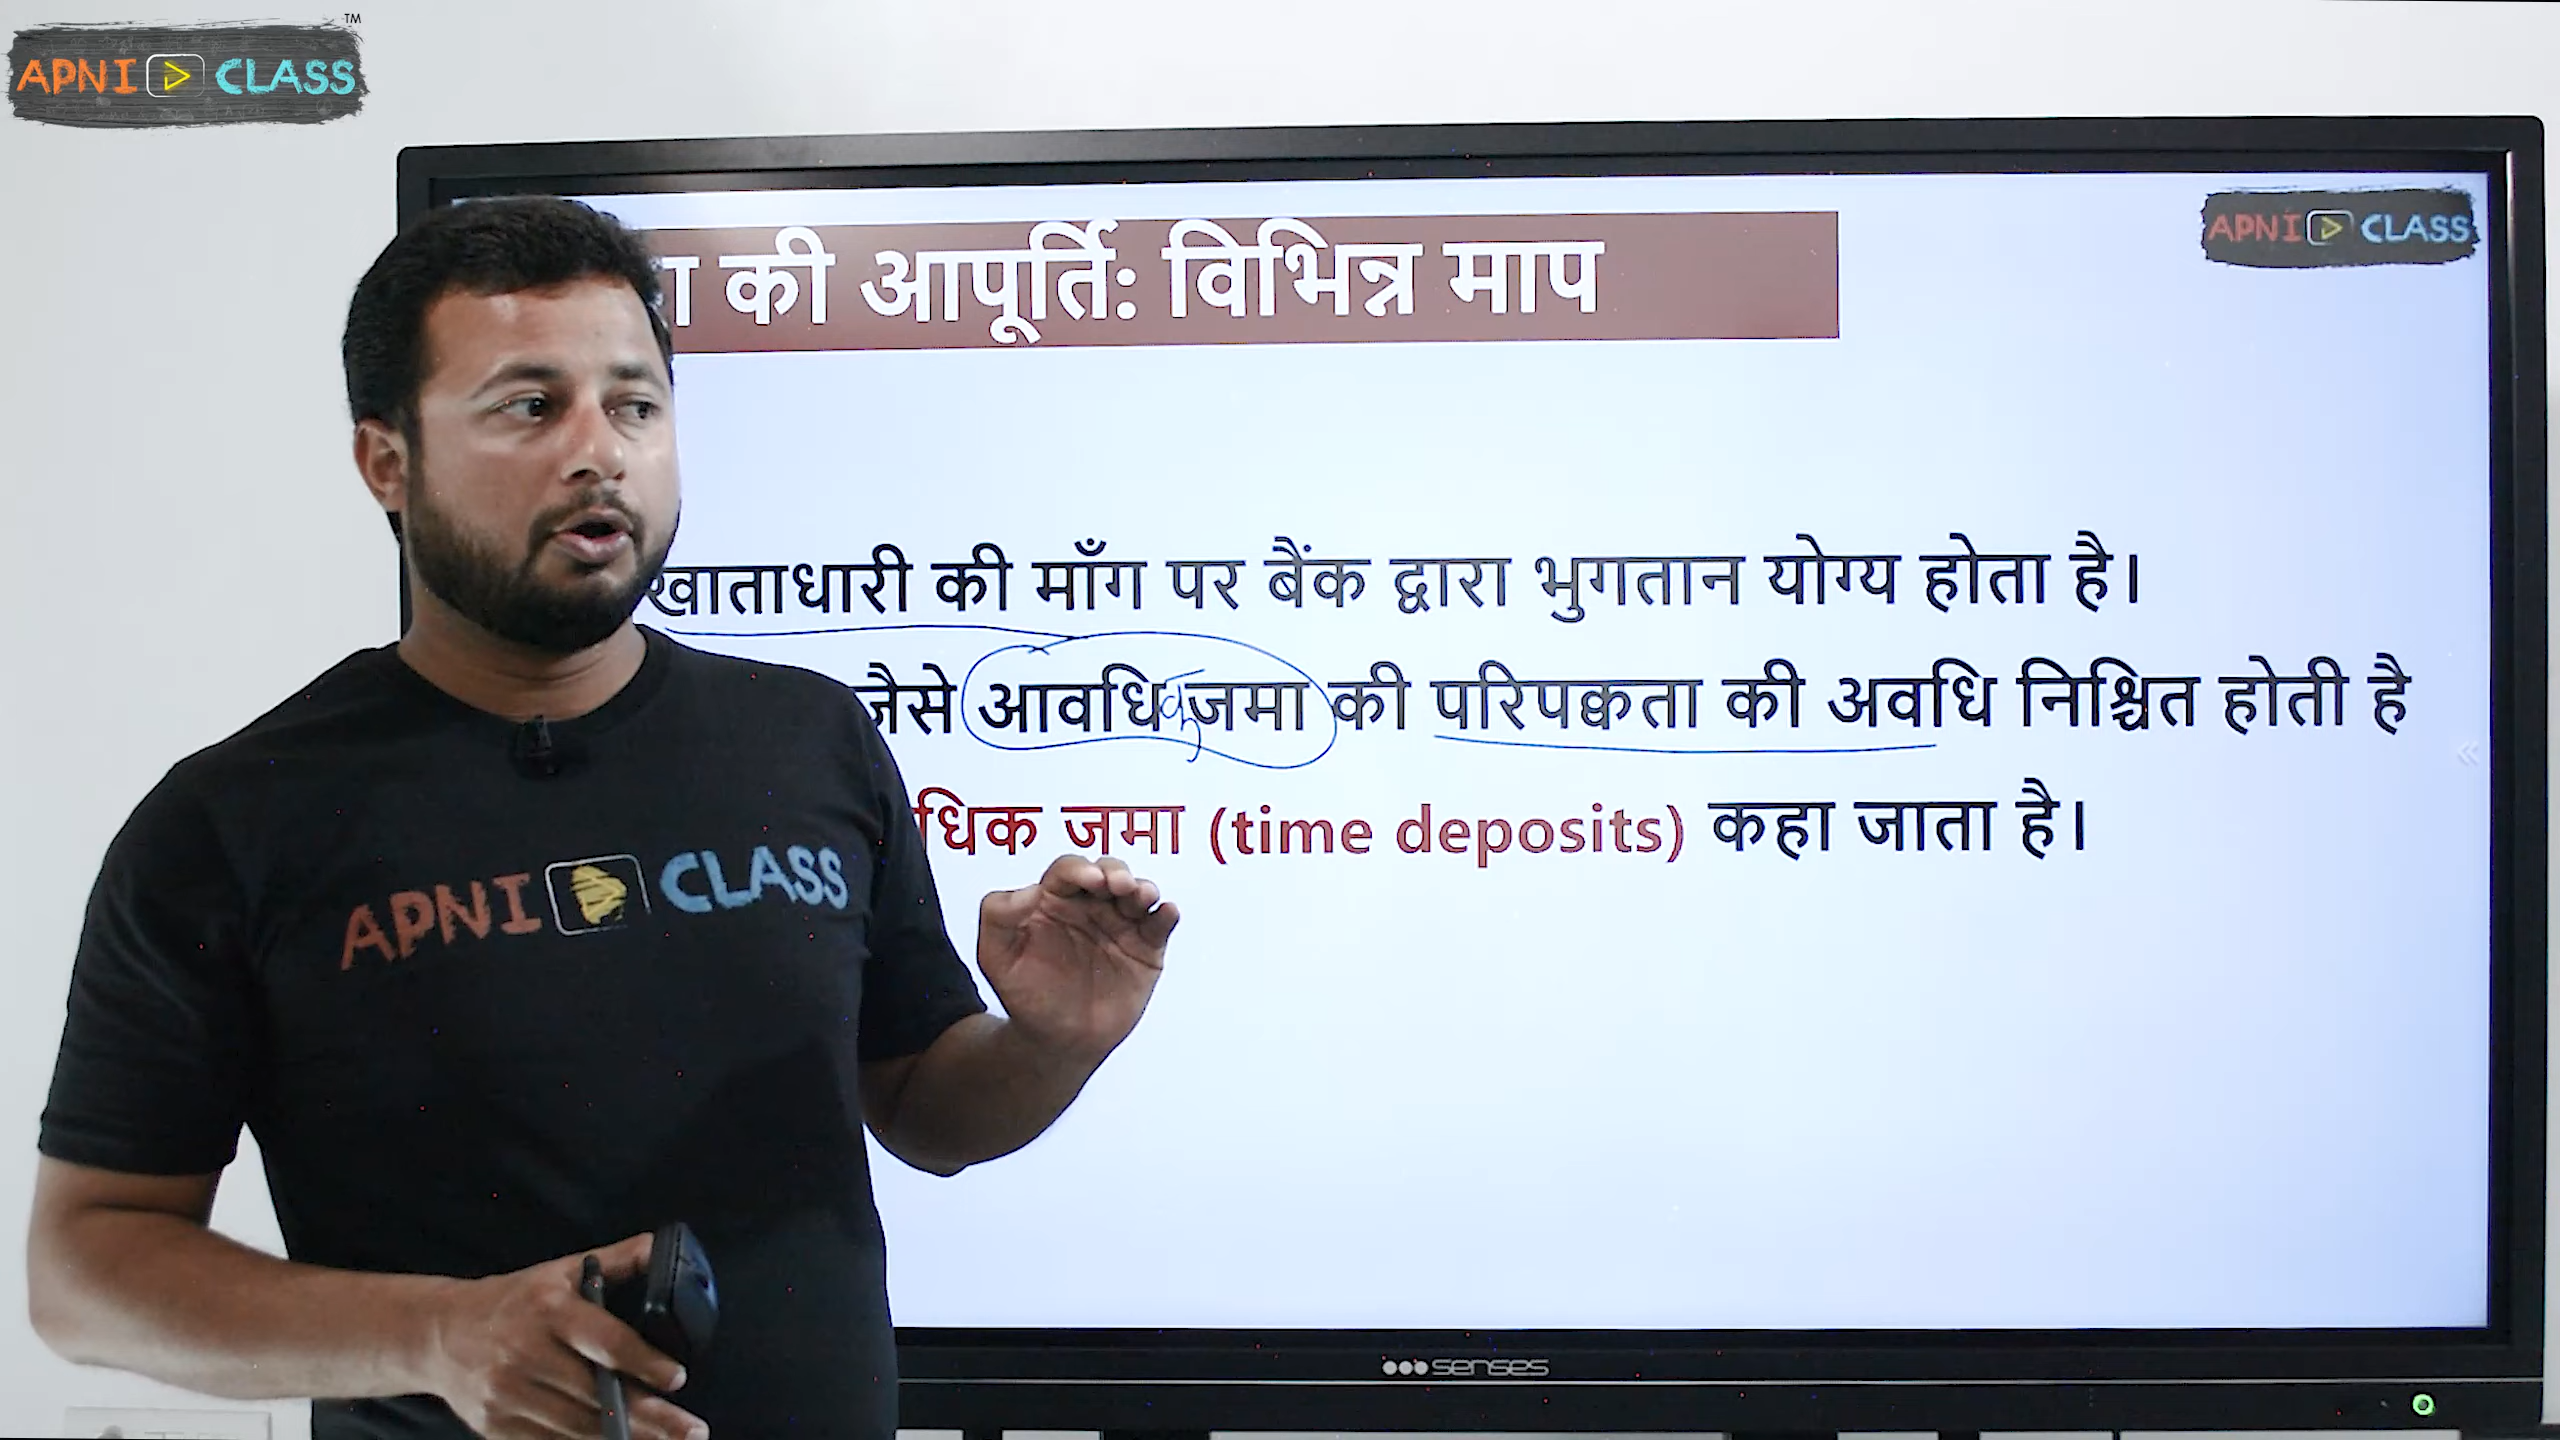 APNI CLASS TM
APNI CLASS
की आपूर्ति: विभिन्न माप
खाताधारी की माँग पर बैंक द्वारा भुगतान योग्य होता है।
जैसे आवधि क जमा की परिपक्वता की अवधि निश्चित होती है
धिक जमा (time deposits) कहा जाता है।
APNI CLASS
senses